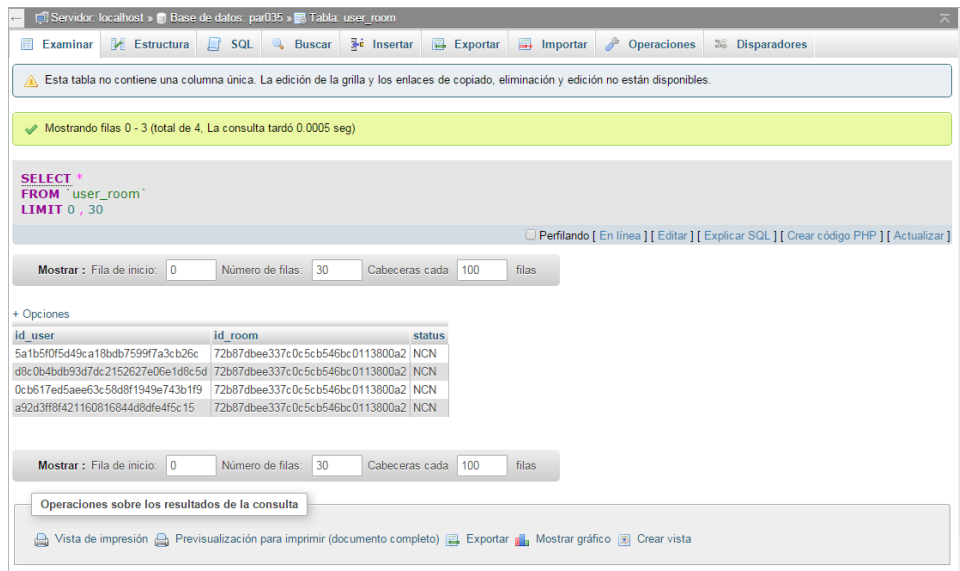 Servidor: localhost » Base de datos: par035 » Tabla: user_room
Examinar Estructura SQL Buscar Insertar Exportar Importar Operaciones Disparadores
Esta tabla no contiene una columna única. La edición de la grilla y los enlaces de copiado, eliminación y edición no están disponibles.
Mostrando filas 0 - 3 (total de 4, La consulta tardó 0.0005 seg)
SELECT *
FROM `user_room`
LIMIT 0 , 30
Perfilando [ En línea ] [ Editar ] [ Explicar SQL ] [ Crear código PHP ] [ Actualizar ]
Mostrar : Fila de inicio: 0 Número de filas: 30 Cabeceras cada 100 filas
+ Opciones
id_user id_room status
5a1b5f0f5d49ca18bdb7599f7a3cb26c 72b87dbee337c0c5cb546bc0113800a2 NCN
d8c0b4bdb93d7dc2152627e06e1d8c5d 72b87dbee337c0c5cb546bc0113800a2 NCN
0cb617ed5aee63c58d8f1949e743b1f9 72b87dbee337c0c5cb546bc0113800a2 NCN
a92d3ff8f421160816844d8dfe4f5c15 72b87dbee337c0c5cb546bc0113800a2 NCN
Mostrar : Fila de inicio: 0 Número de filas: 30 Cabeceras cada 100 filas
Operaciones sobre los resultados de la consulta
Vista de impresión Previsualización para imprimir (documento completo) Exportar Mostrar gráfico Crear vista